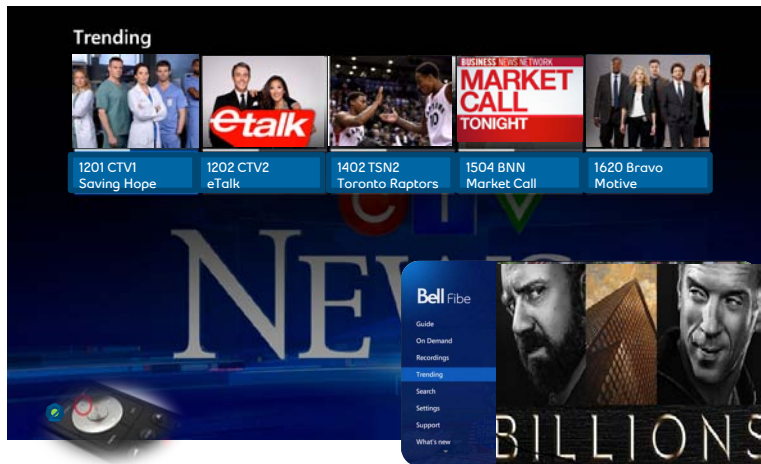 Trending
BUSINESS NEWS NETWORK
MARKET
CALL
TONIGHT
etalk
1201 CTV1
Saving Hope
1202 CTV2
eTalk
1402 TSN2
Toronto Raptors
1504 BNN
Market Call
1620 Bravo
Motive
CTV
NEWS
Bell Fibe
Guide
On Demand
Recordings
Trending
Search
Settings
Support
What's new
BILLIONS